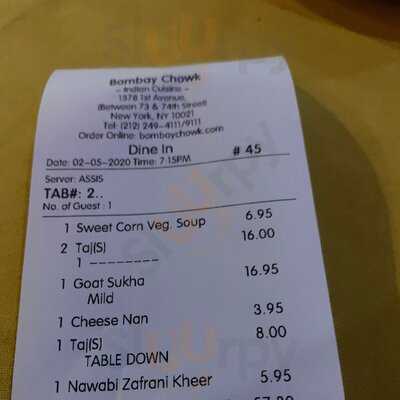 Bombay Chowk
- Indian Cuisine -
1378 1st Avenue,
(Between 73 & 74th Street)
New York, NY 10021
Tel: (212) 249-4111/9111
Order Online: bombaychowk.com
Dine In # 45
Date: 02-05-2020 Time: 7:15PM
Server: ASSIS
TAB#: 2..
No. of Guest : 1
1 Sweet Corn Veg. Soup 6.95
2 Taj(S) 16.00
1 --------
1 Goat Sukha 16.95
Mild
1 Cheese Nan 3.95
1 Taj(S) 8.00
TABLE DOWN
1 Nawabi Zafrani Kheer 5.95